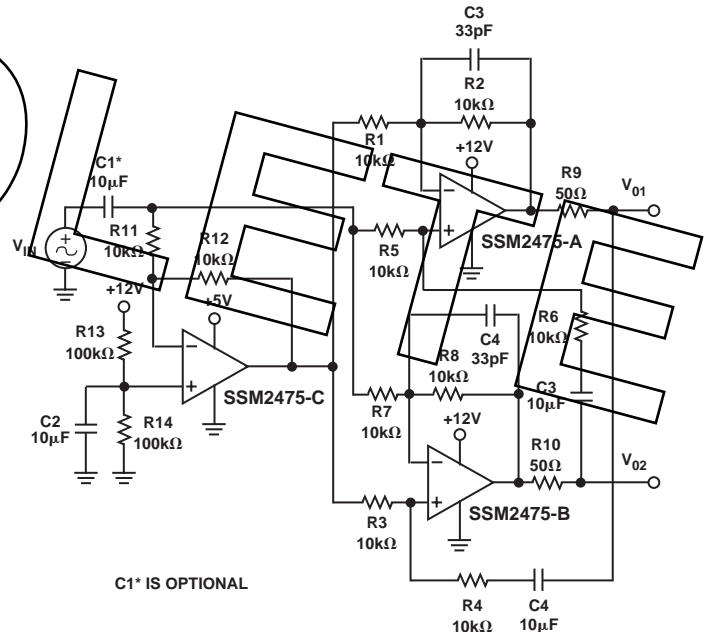 C3
33pF
R2
10kΩ
R1
10kΩ
+12V
C1*
10μF
R9
50Ω
V01
R11
10kΩ
R12
10kΩ
VIN
R5
10kΩ
SSM2475-A
+12V
+5V
R6
10kΩ
C4
33pF
R13
100kΩ
R8
10kΩ
C3
10μF
SSM2475-C
R7
10kΩ
+12V
C2
10μF
R14
100kΩ
R10
50Ω
V02
R3
10kΩ
SSM2475-B
C1* IS OPTIONAL
R4
10kΩ
C4
10μF
LETE